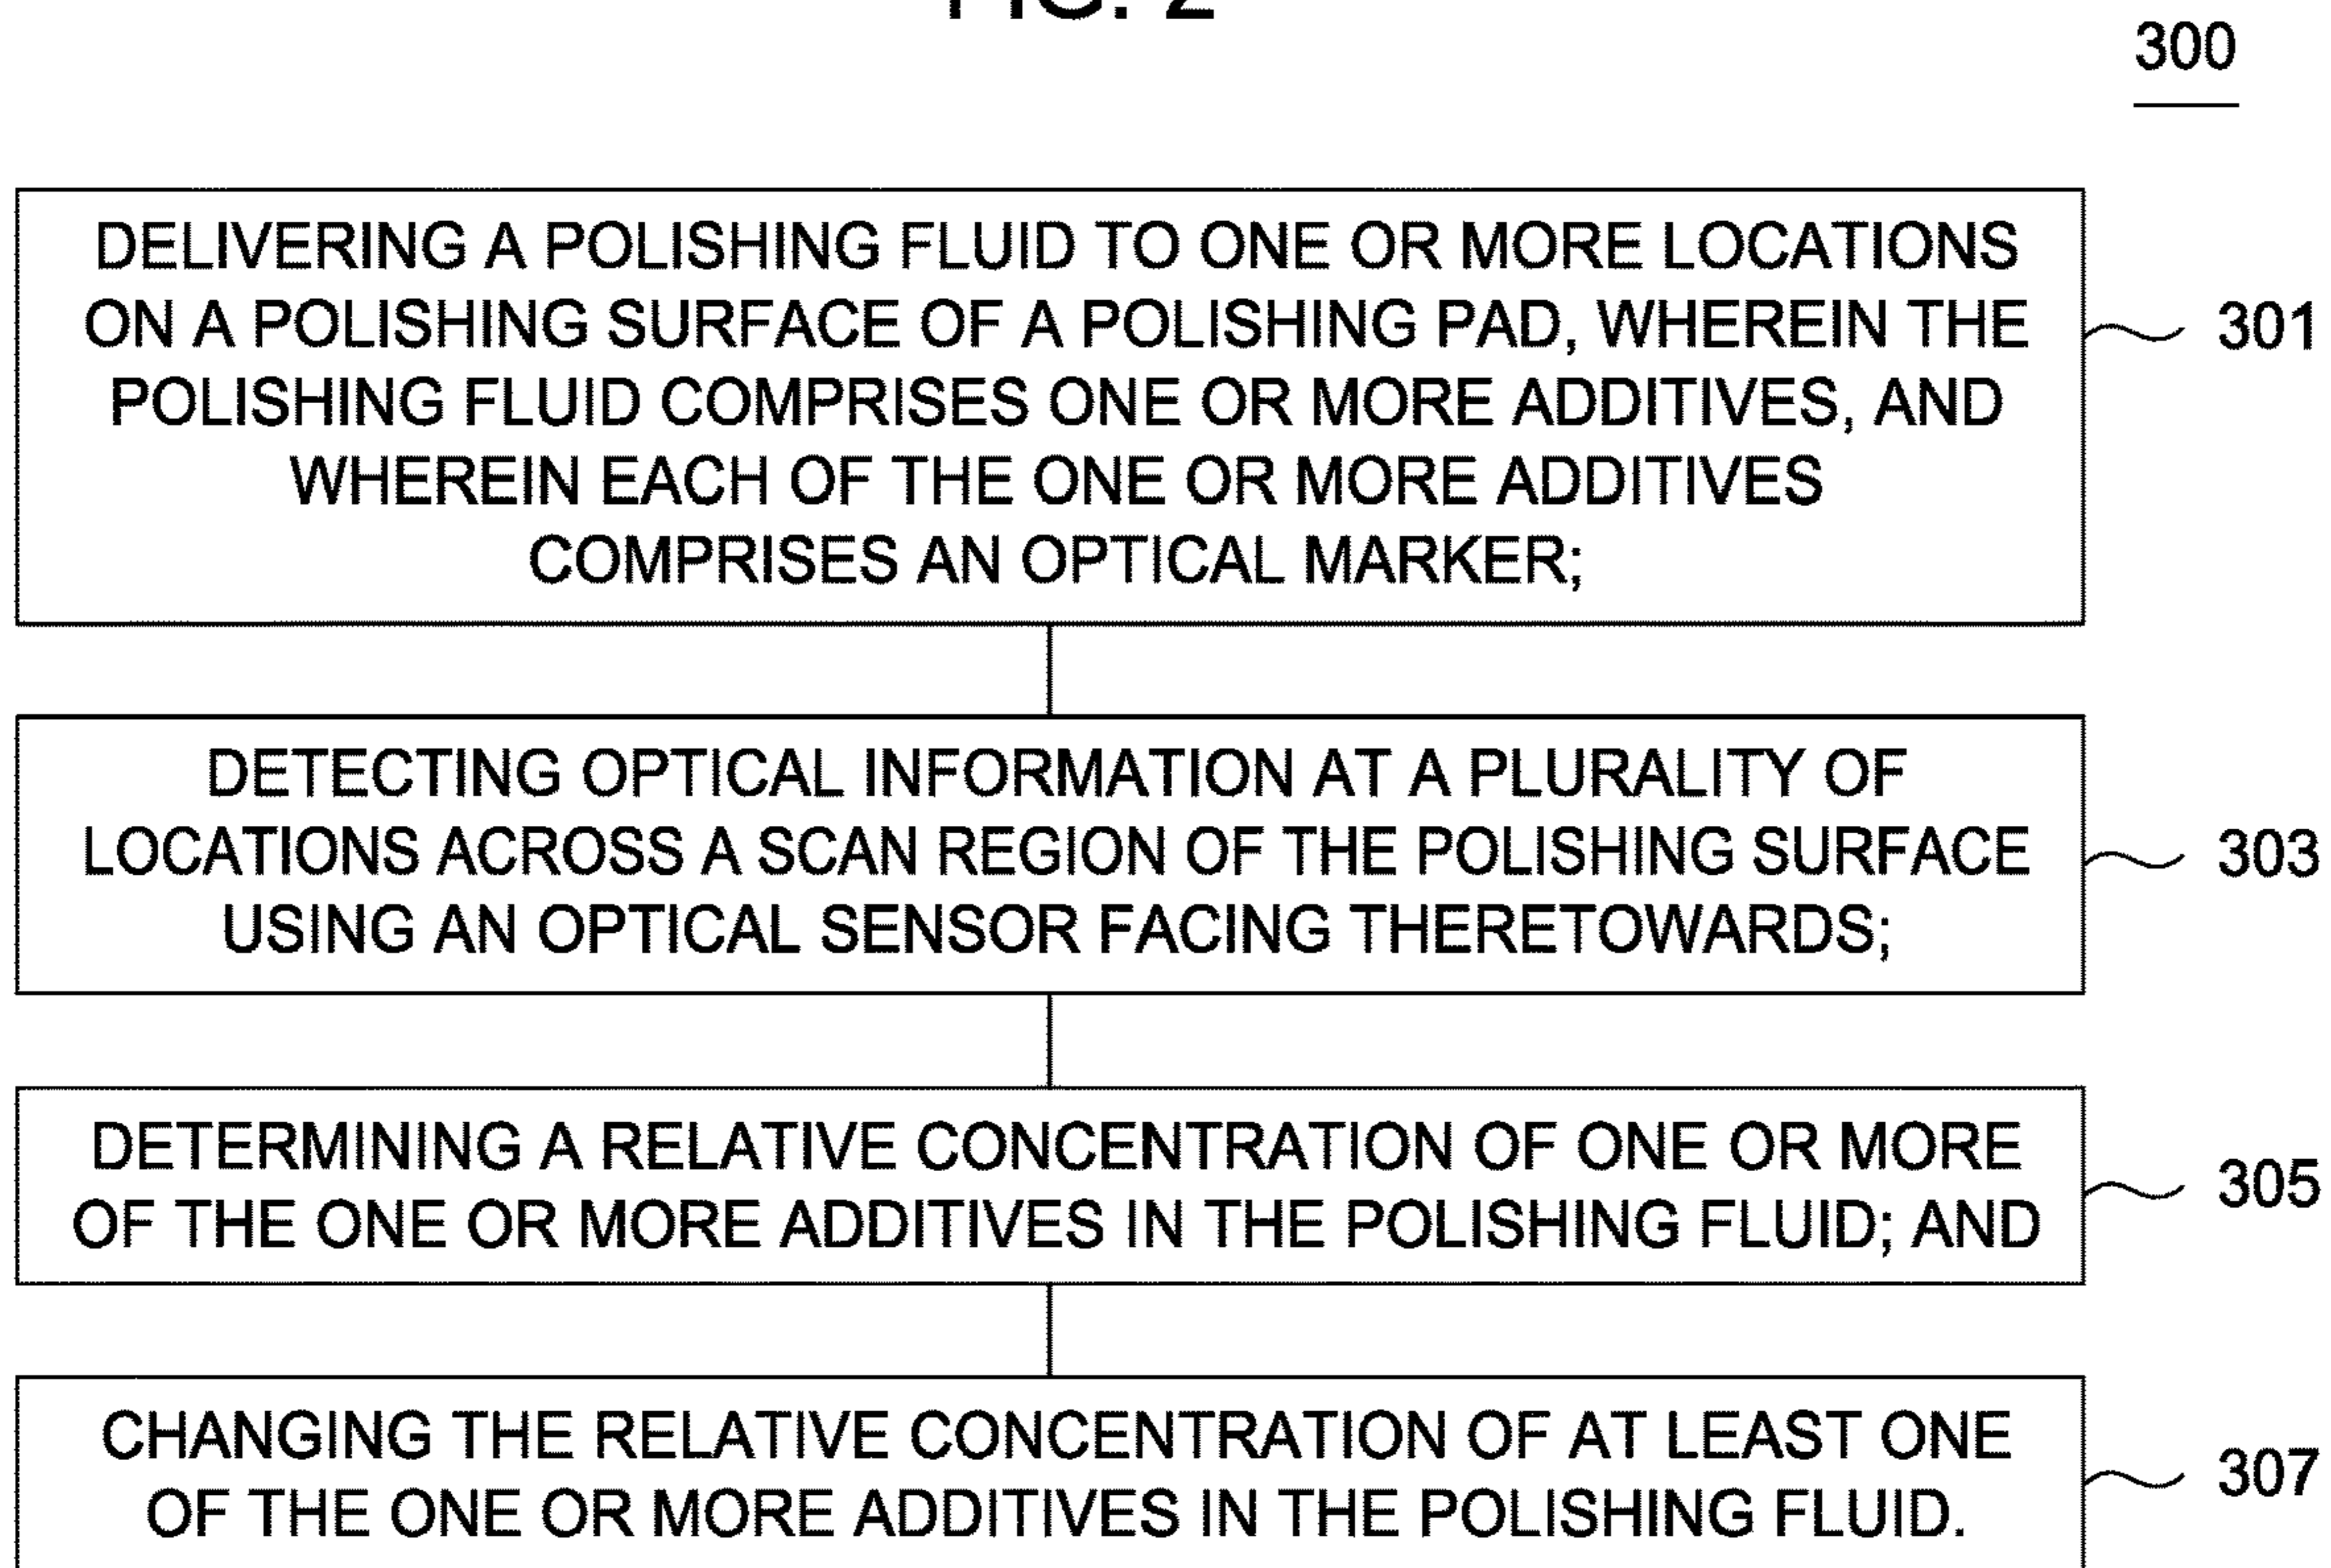 FIG. 2
300
DELIVERING A POLISHING FLUID TO ONE OR MORE LOCATIONS
ON A POLISHING SURFACE OF A POLISHING PAD, WHEREIN THE
POLISHING FLUID COMPRISES ONE OR MORE ADDITIVES, AND
WHEREIN EACH OF THE ONE OR MORE ADDITIVES
COMPRISES AN OPTICAL MARKER;
301
DETECTING OPTICAL INFORMATION AT A PLURALITY OF
LOCATIONS ACROSS A SCAN REGION OF THE POLISHING SURFACE
USING AN OPTICAL SENSOR FACING THERETOWARDS;
303
DETERMINING A RELATIVE CONCENTRATION OF ONE OR MORE
OF THE ONE OR MORE ADDITIVES IN THE POLISHING FLUID; AND
305
CHANGING THE RELATIVE CONCENTRATION OF AT LEAST ONE
OF THE ONE OR MORE ADDITIVES IN THE POLISHING FLUID.
307